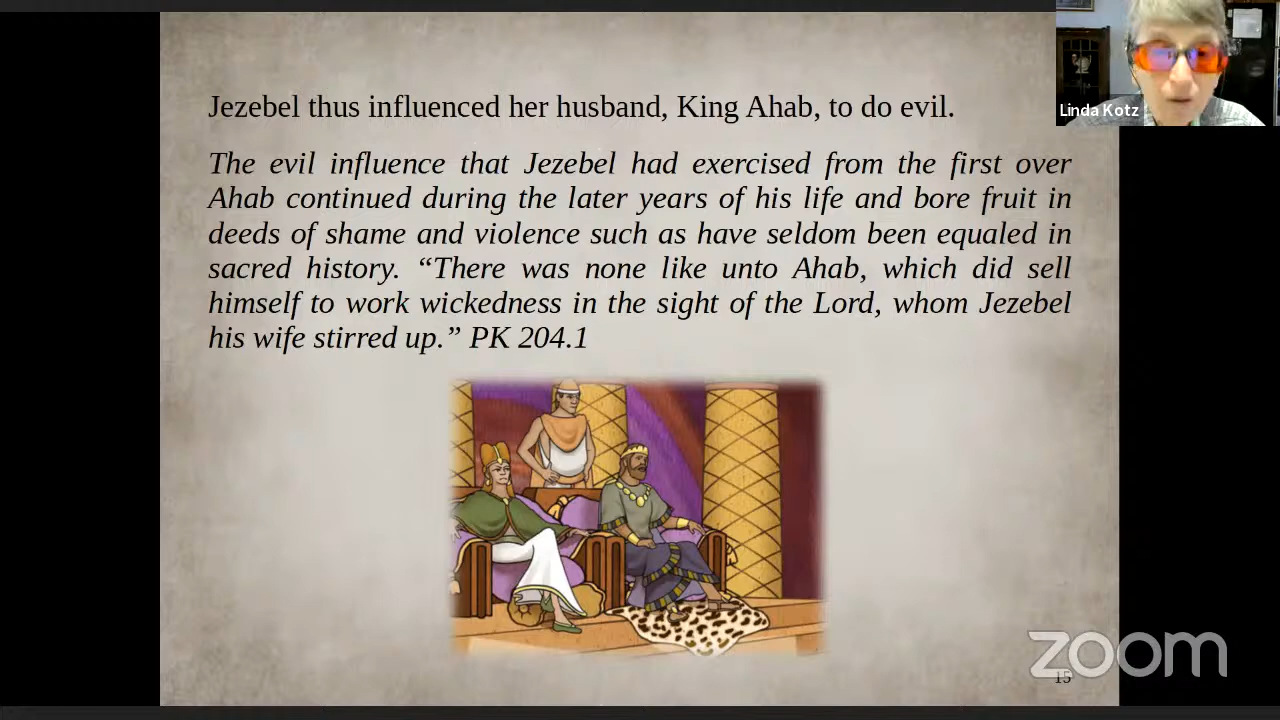 Jezebel thus influenced her husband, King Ahab, to do evil.
Linda Kotz
The evil influence that Jezebel had exercised from the first over
Ahab continued during the later years of his life and bore fruit in
deeds of shame and violence such as have seldom been equaled in
sacred history. “There was none like unto Ahab, which did sell
himself to work wickedness in the sight of the Lord, whom Jezebel
his wife stirred up.” PK 204.1
zoom
15